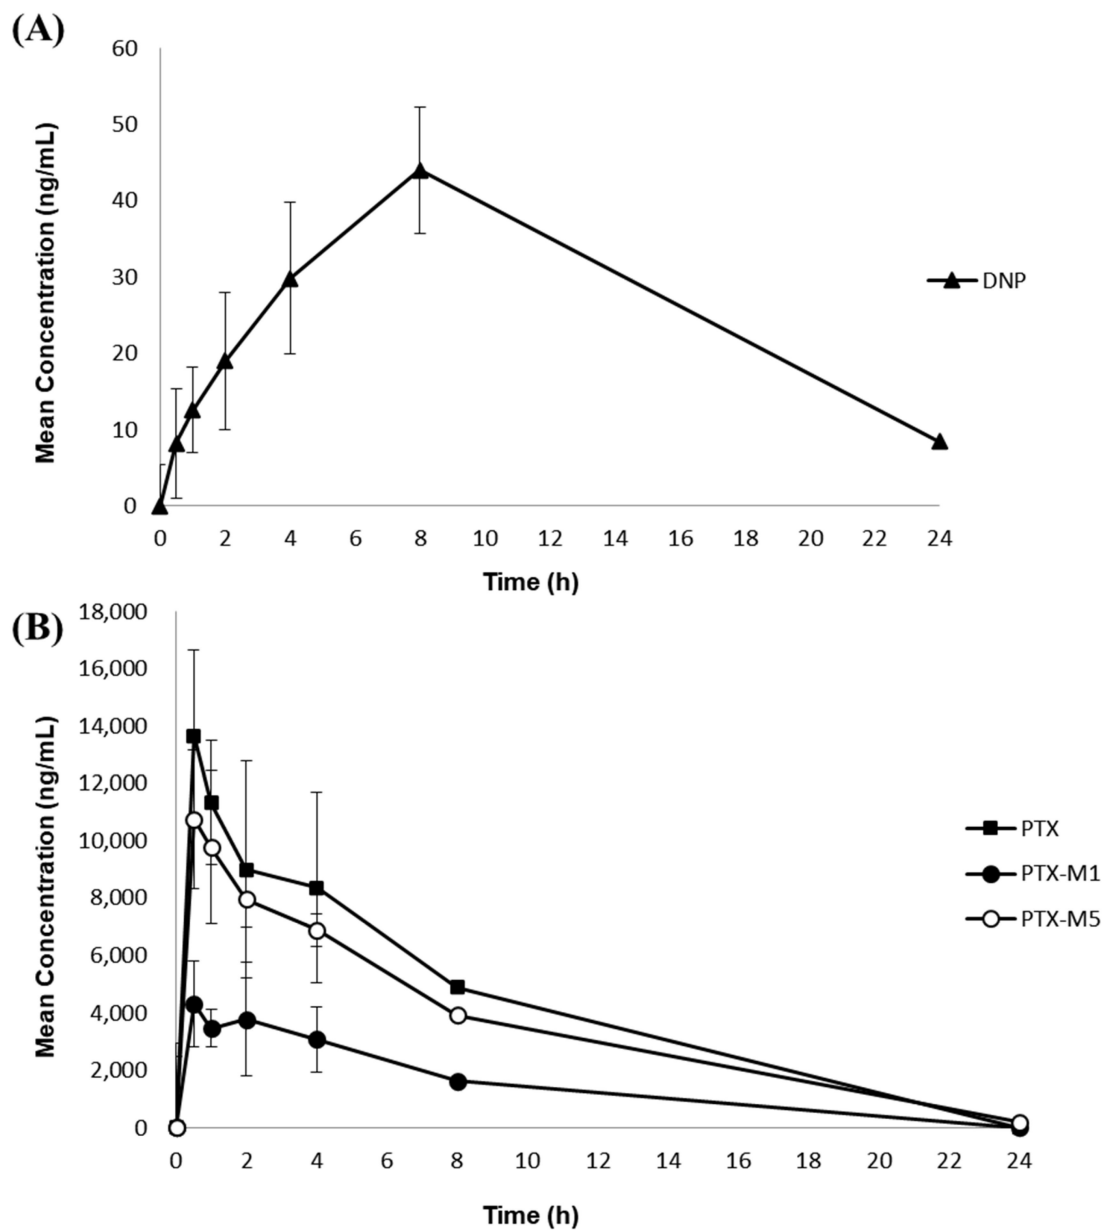 (A)
60
50
40
30
20
10
0
Mean Concentration (ng/mL)
0 2 4 6 8 10 12 14 16 18 20 22 24
Time (h)
DNP
(B)
18,000
16,000
14,000
12,000
10,000
8,000
6,000
4,000
2,000
0
Mean Concentration (ng/mL)
0 2 4 6 8 10 12 14 16 18 20 22 24
Time (h)
PTX
PTX-M1
PTX-M5